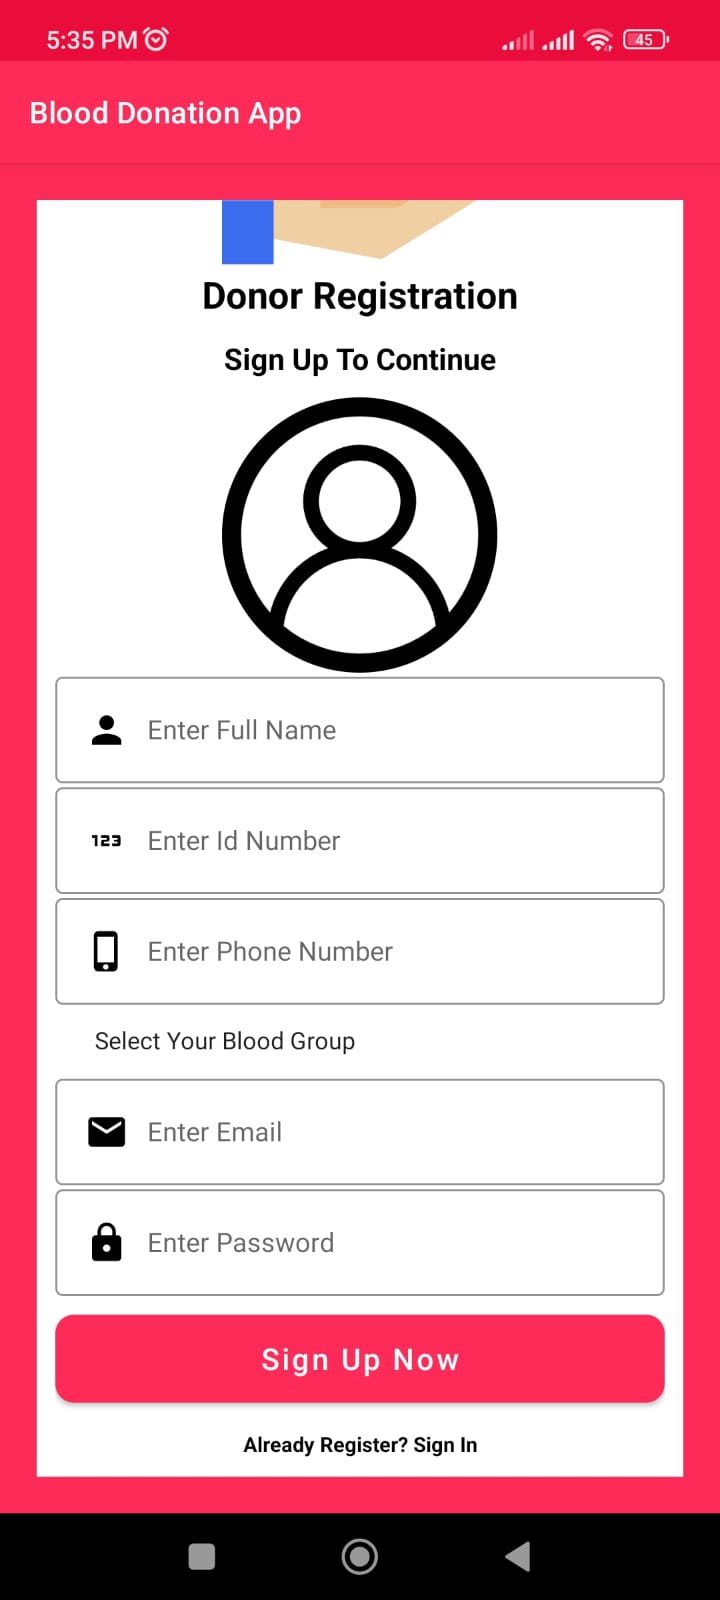 5:35 PM
45
Blood Donation App
Donor Registration
Sign Up To Continue
Enter Full Name
123 Enter Id Number
Enter Phone Number
Select Your Blood Group
Enter Email
Enter Password
Sign Up Now
Already Register? Sign In